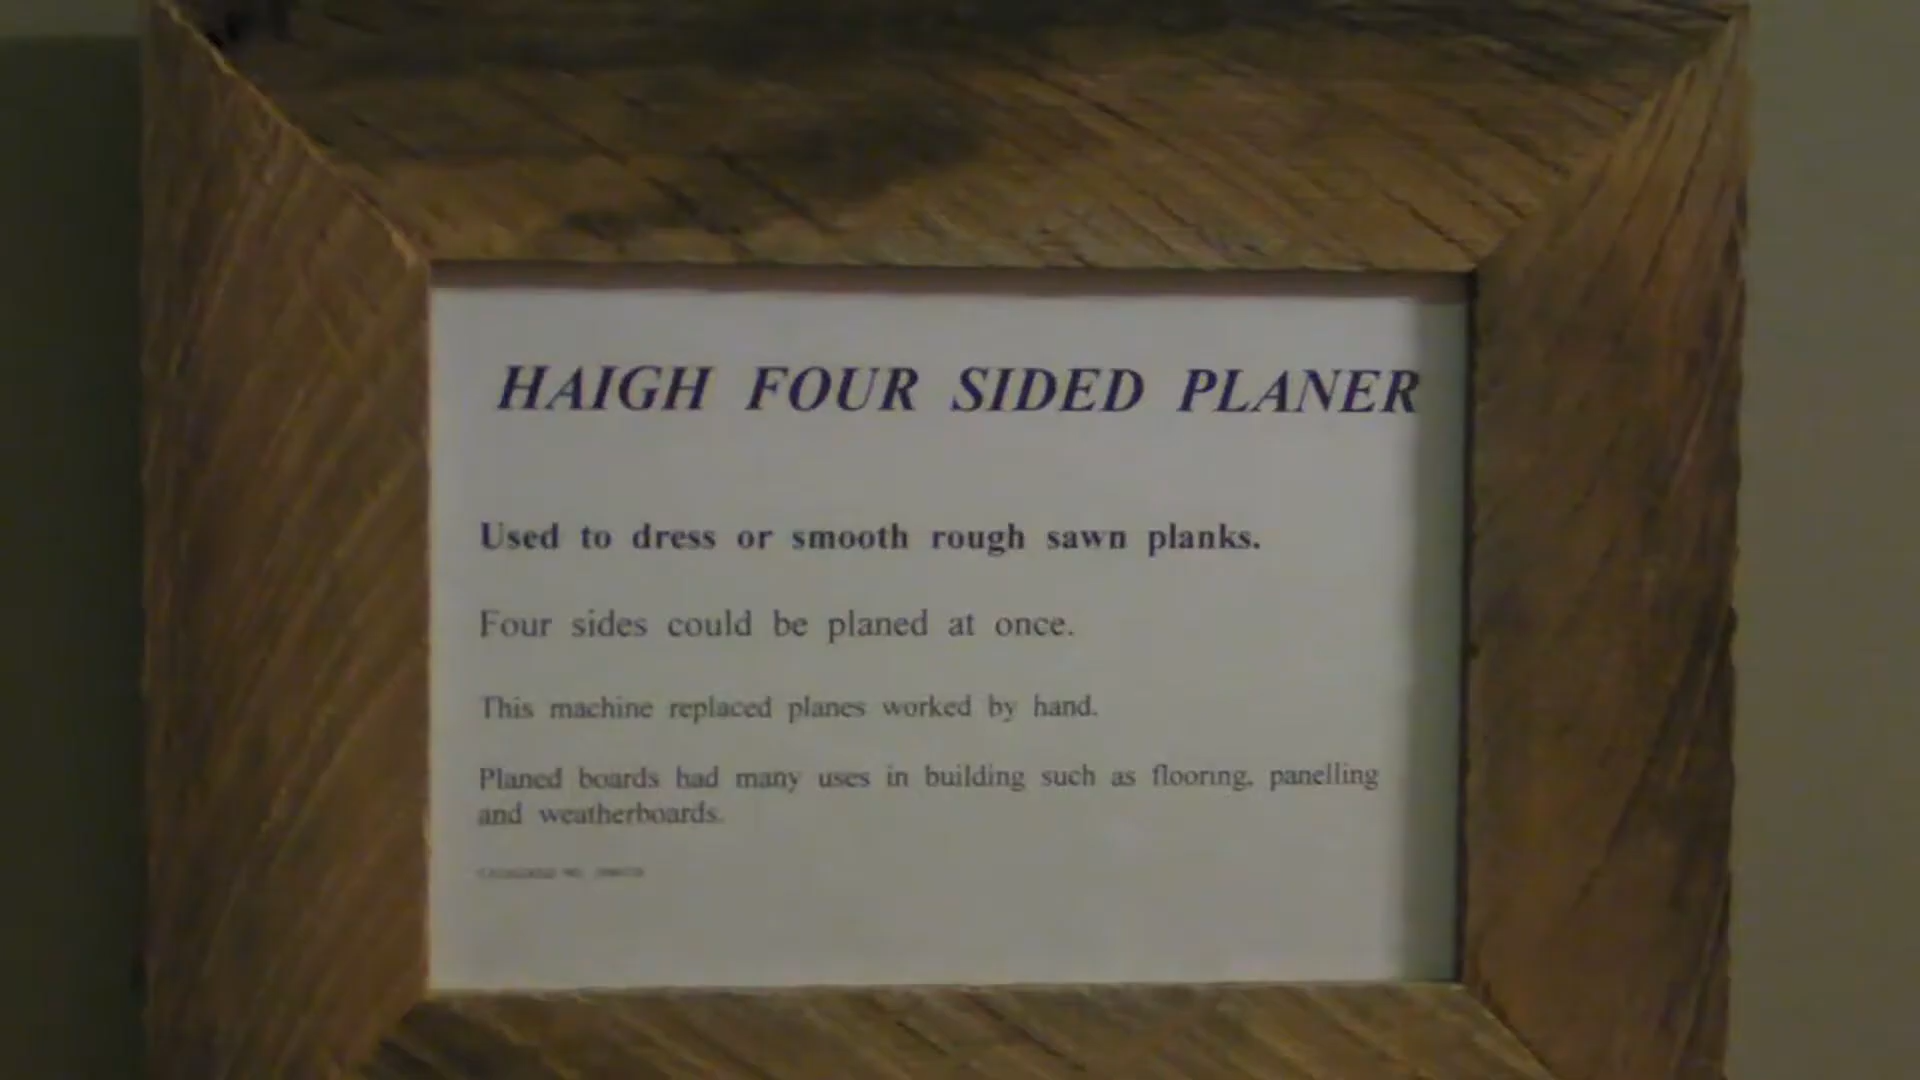 HAIGH FOUR SIDED PLANER
Used to dress or smooth rough sawn planks.
Four sides could be planed at once.
This machine replaced planes worked by hand.
Planed boards had many uses in building such as flooring, panelling
and weatherboards.